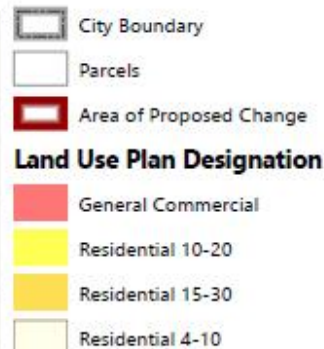 City Boundary
Parcels
Area of Proposed Change
Land Use Plan Designation
General Commercial
Residential 10-20
Residential 15-30
Residential 4-10